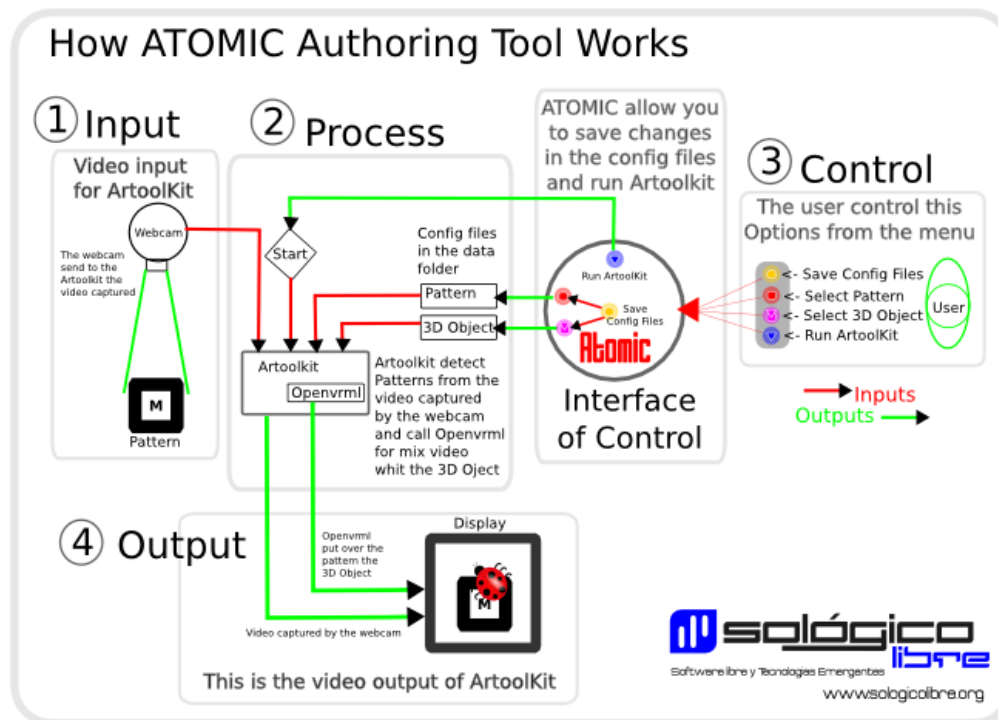 How ATOMIC Authoring Tool Works
1 Input
Video input
for ArtoolKit
Webcam
The webcam
send to the
Artoolkit the
video captured
M
Pattern
2 Process
Start
Config files
in the data
folder
Pattern
3D Object
Artoolkit
Openvrml
Artoolkit detect
Patterns from the
video captured
by the webcam
and call Openvrml
for mix video
whit the 3D Oject
ATOMIC allow you
to save changes
in the config files
and run Artoolkit
Run ArtoolKit
Save
Config Files
Atomic
Interface
of Control
3 Control
The user control this
Options from the menu
<- Save Config Files
<- Select Pattern
<- Select 3D Object
<- Run ArtoolKit
User
Inputs
Outputs
4 Output
Openvrml
put over the
pattern the
3D Object
Display
M
Video captured by the webcam
This is the video output of ArtoolKit
sológico
libre
Software libre y Tecnologías Emergentes
www.sologicolibre.org